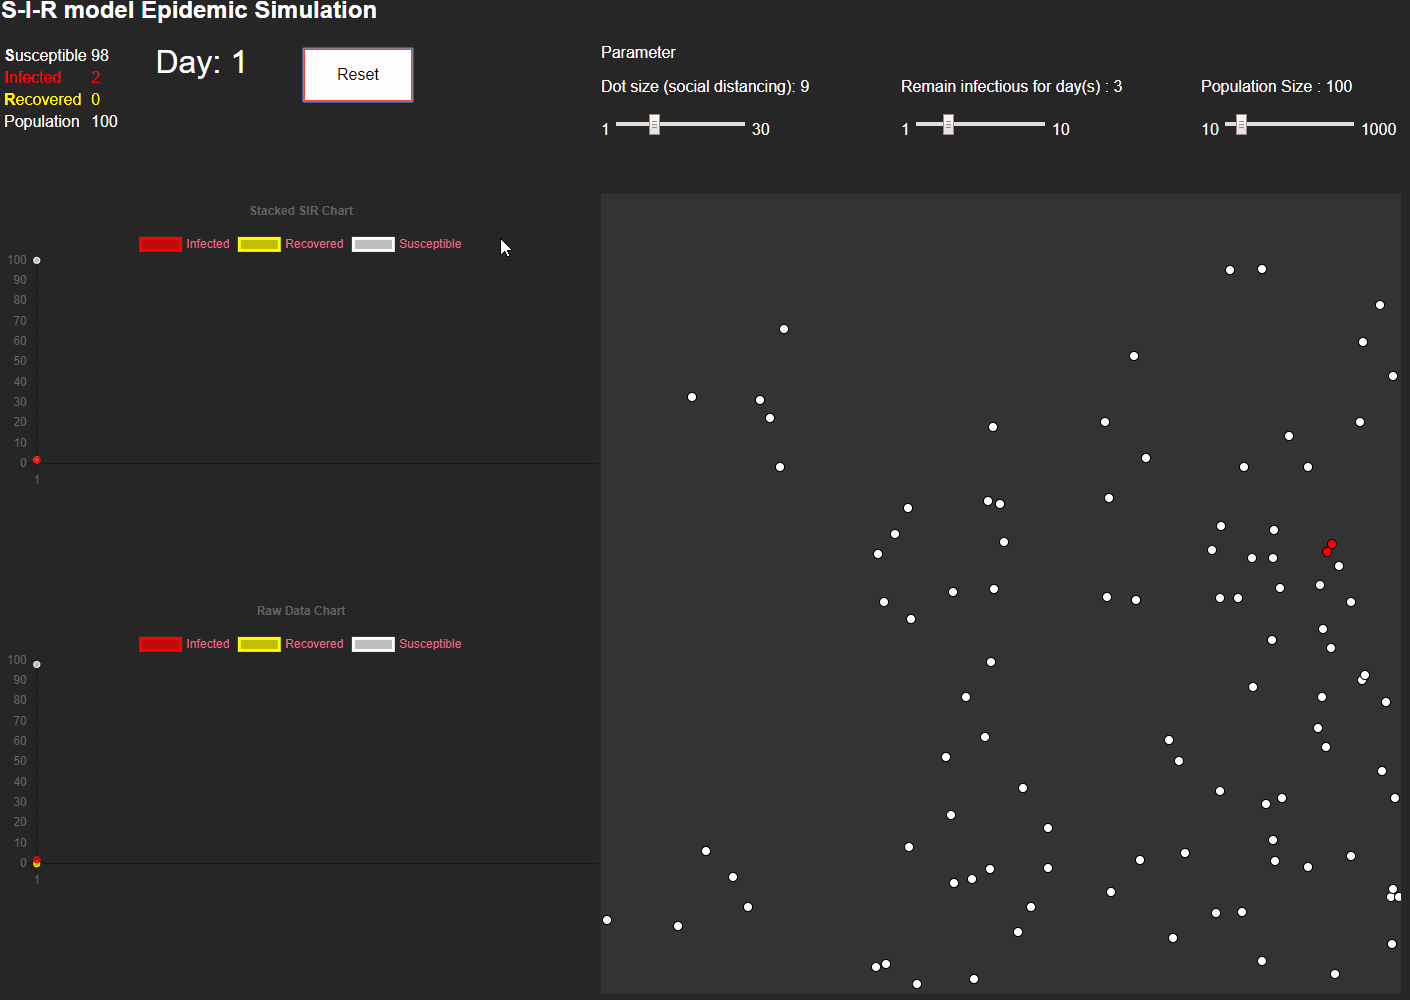 S-I-R model Epidemic Simulation
Susceptible 98
Infected 2
Recovered 0
Population 100
Day: 1
Reset
Parameter
Dot size (social distancing): 9
1 30
Remain infectious for day(s) : 3
1 10
Population Size : 100
10 1000
Stacked SIR Chart
Infected Recovered Susceptible
100
90
80
70
60
50
40
30
20
10
0
1
Raw Data Chart
Infected Recovered Susceptible
100
90
80
70
60
50
40
30
20
10
0
1